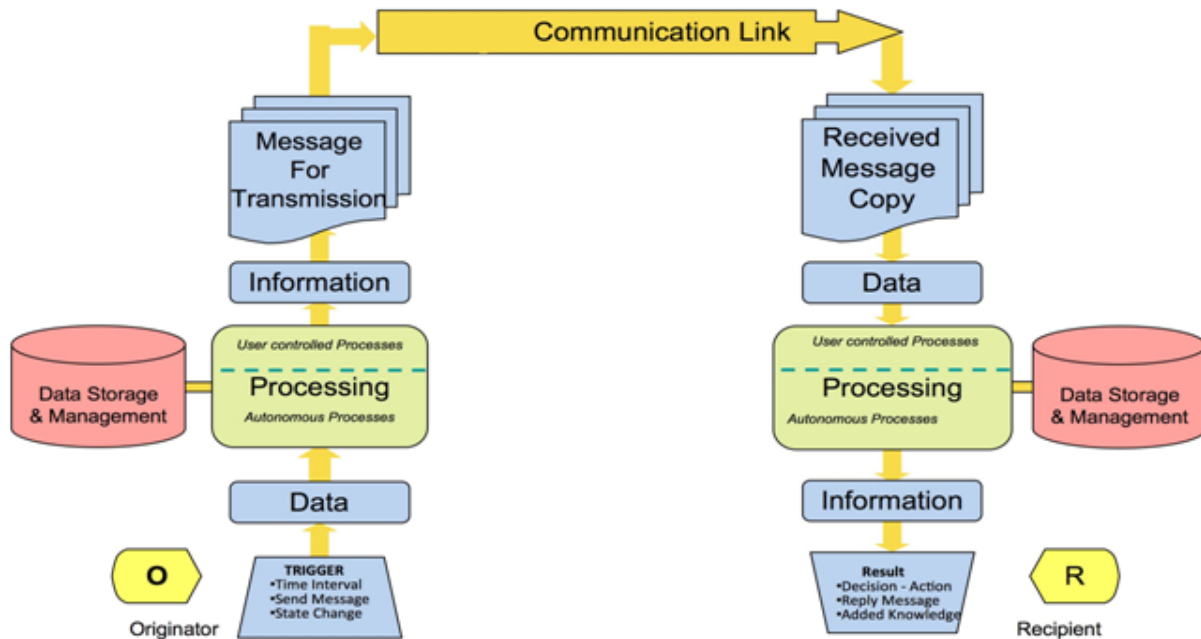 Communication Link
Message
For
Transmission
Received
Message
Copy
Information
Data
User controlled Processes
Processing
Autonomous Processes
Data Storage
& Management
User controlled Processes
Processing
Autonomous Processes
Data Storage
& Management
Data
Information
O
Originator
TRIGGER
•Time Interval
•Send Message
•State Change
Result
•Decision - Action
•Reply Message
•Added Knowledge
R
Recipient